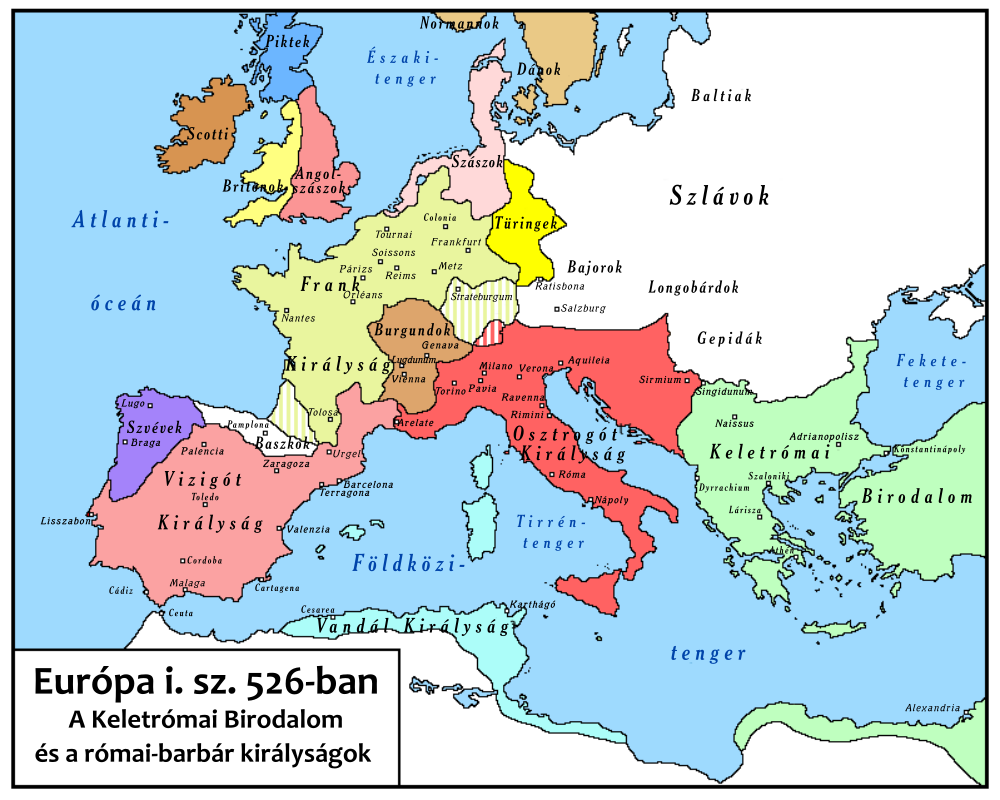 Normannok
Piktek
Északi-
tenger
Dánok
Baltiak
Scotti
Szászok
Angol-
szászok
Britonok
Szlávok
Atlanti-
óceán
Colonia
Türingek
Tournai
Frankfurt
Soissons
Párizs
Reims
Metz
Bajorok
Frank
Orléans
Strateburgum
Ratisbona
Longobárdok
Salzburg
Nantes
Burgundok
Gepidák
Genava
Királyság
Lugdunum
Vienna
Milano
Verona
Aquileia
Fekete-
tenger
Torino
Pavia
Sirmium
Singidunum
Lugo
Ravenna
Tolosa
Rimini
Arelate
Naissus
Szvévek
Pamplona
Braga
Baszkok
Osztrogót
Királyság
Adrianopolisz
Keletrómai
Konstantinápoly
Palencia
Urgel
Zaragoza
Vizigót
Róma
Szaloniki
Barcelona
Terragona
Dyrrachium
Birodalom
Toledo
Nápoly
Lárisza
Lisszabon
Királyság
Valenzia
Tirrén-
tenger
Athén
Cordoba
Földközi-
Malaga
Cádiz
Cartagena
Ceuta
Cesarea
Karthágó
Vandál Királyság
tenger
Európa i. sz. 526-ban
A Keletrómai Birodalom
és a római-barbár királyságok
Alexandria